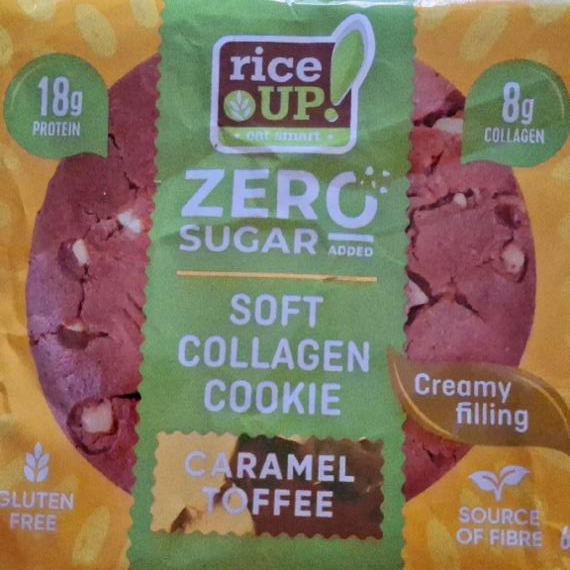 rice
UP!
• eat smart •
18g
PROTEIN
8g
COLLAGEN
ZERO
SUGAR ADDED
SOFT
COLLAGEN
COOKIE
Creamy
filling
CARAMEL
TOFFEE
GLUTEN
FREE
SOURCE
OF FIBRE